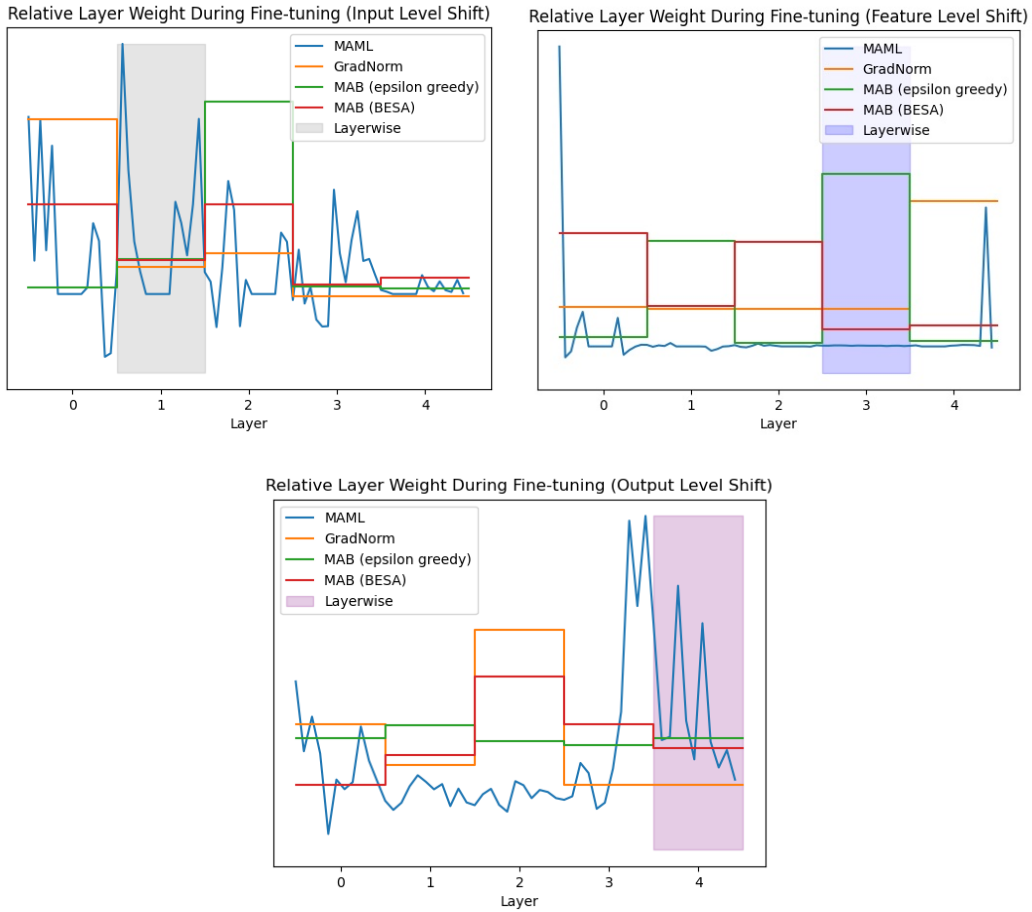 Relative Layer Weight During Fine-tuning (Input Level Shift)
MAML
GradNorm
MAB (epsilon greedy)
MAB (BESA)
Layerwise
0 1 2 3 4
Layer
Relative Layer Weight During Fine-tuning (Feature Level Shift)
MAML
GradNorm
MAB (epsilon greedy)
MAB (BESA)
Layerwise
0 1 2 3 4
Layer
Relative Layer Weight During Fine-tuning (Output Level Shift)
MAML
GradNorm
MAB (epsilon greedy)
MAB (BESA)
Layerwise
0 1 2 3 4
Layer